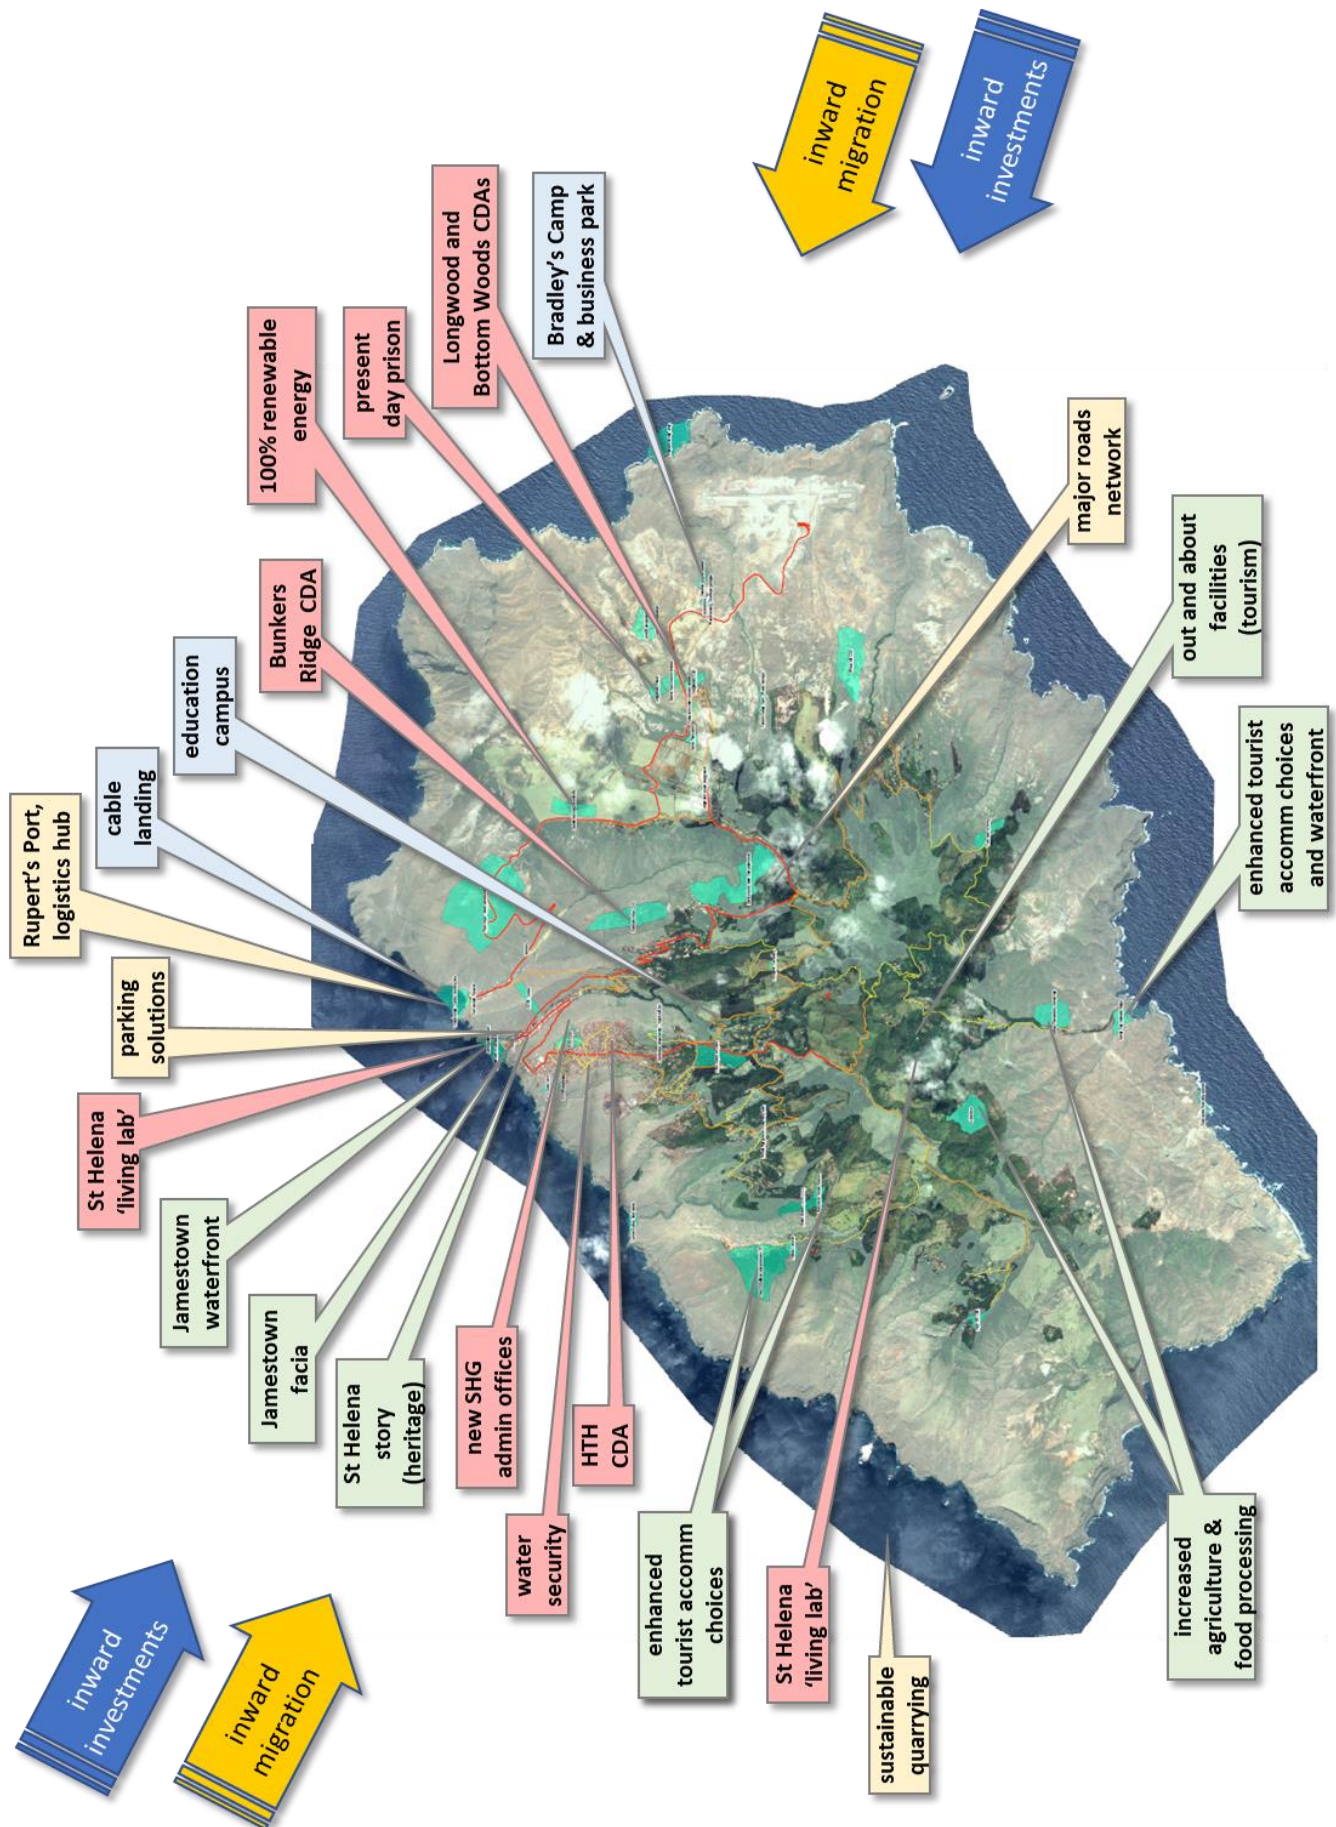 inward
investments
inward
migration
St Helena
'living lab'
parking
solutions
Rupert's Port,
logistics hub
cable
landing
education
campus
Bunkers
Ridge CDA
100% renewable
energy
present
day prison
Longwood and
Bottom Woods CDAs
Bradley's Camp
& business park
inward
migration
inward
investments
Jamestown
waterfront
Jamestown
facia
St Helena
story
(heritage)
new SHG
admin offices
water
security
HTH
CDA
enhanced
tourist accomm
choices
St Helena
'living lab'
sustainable
quarrying
increased
agriculture &
food processing
enhanced tourist
accomm choices
and waterfront
out and about
facilities
(tourism)
major roads
network